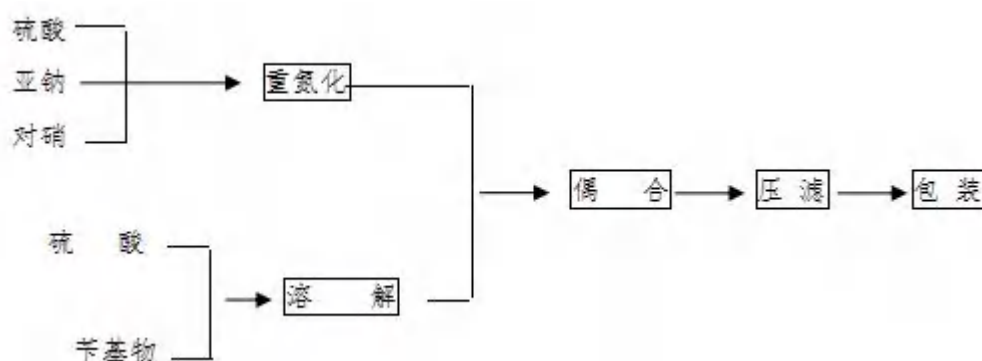 硫酸
亚钠
重氮化
对硝
偶 合
压 滤
包 装
硫 酸
溶 解
苄基物